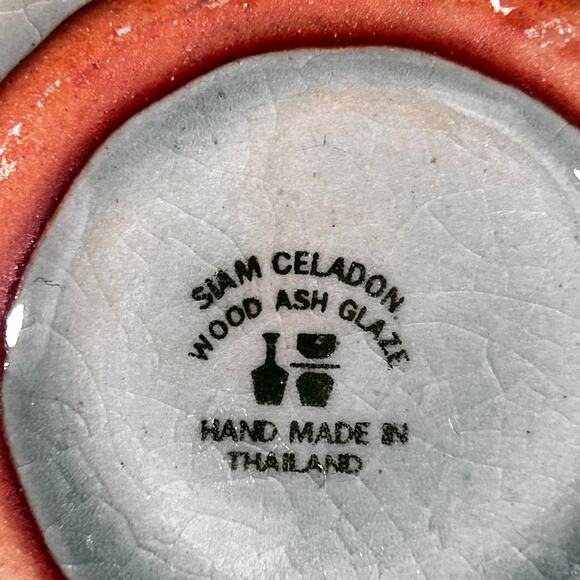 SIAM CELADON
WOOD ASH GLAZE
HAND MADE IN
THAILAND